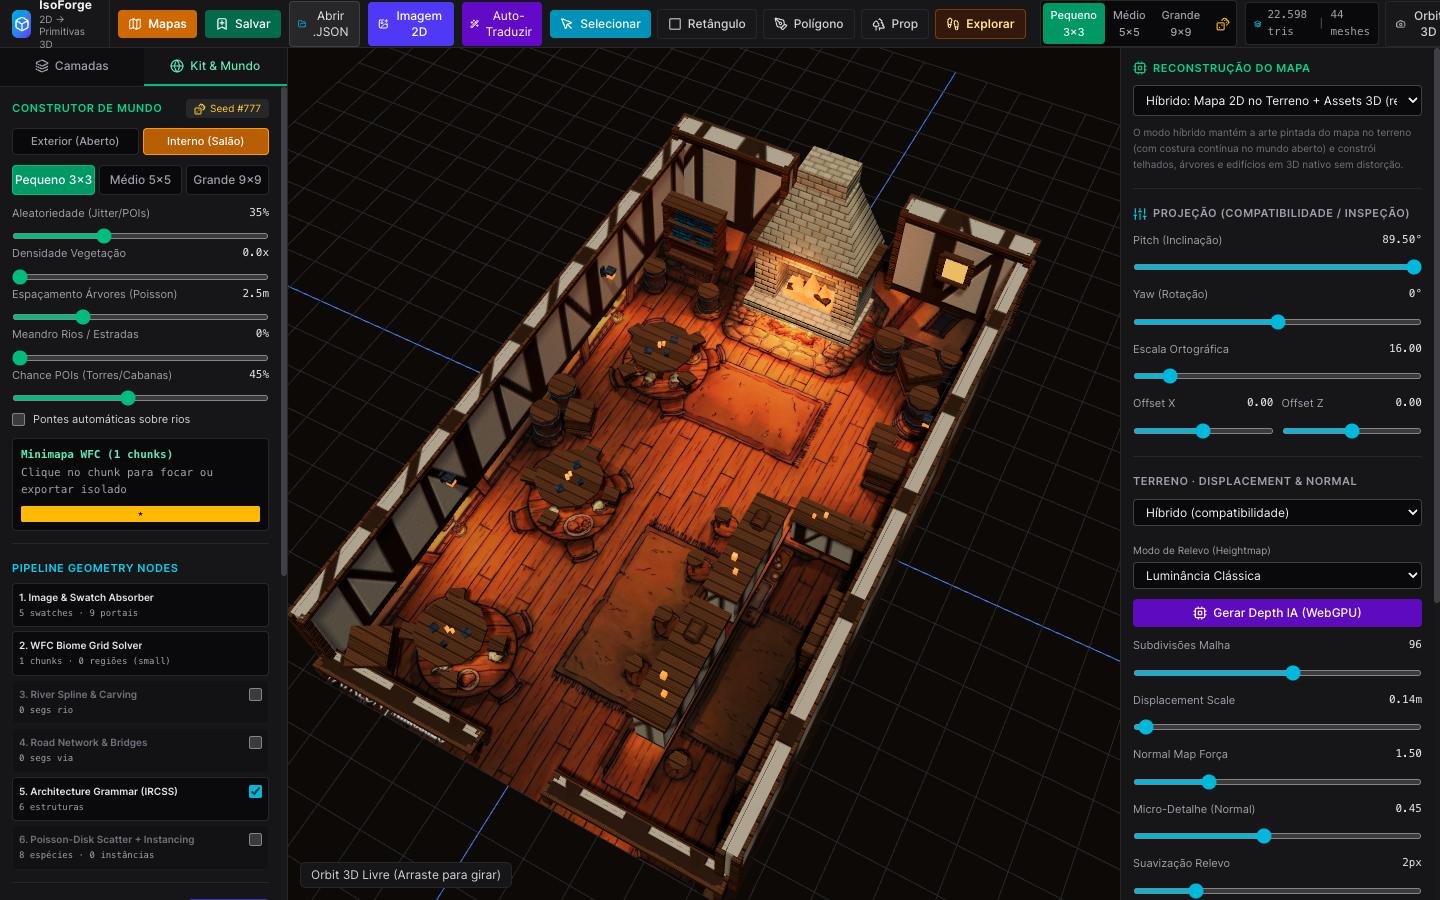 IsoForge
2D →
Primitivas
3D
Mapas
Salvar
Abrir
.JSON
Imagem
2D
Auto-
Traduzir
Selecionar
Retângulo
Polígono
Prop
Explorar
Pequeno
3×3
Médio
5×5
Grande
9×9
22.598
tris
44
meshes
Orbit
3D
Camadas
Kit & Mundo
CONSTRUTOR DE MUNDO
Seed #777
Exterior (Aberto)
Interno (Salão)
Pequeno 3×3
Médio 5×5
Grande 9×9
Aleatoriedade (Jitter/POIs) 35%
Densidade Vegetação 0.0x
Espaçamento Árvores (Poisson) 2.5m
Meandro Rios / Estradas 0%
Chance POIs (Torres/Cabanas) 45%
Pontes automáticas sobre rios
Minimapa WFC (1 chunks)
Clique no chunk para focar ou
exportar isolado
PIPELINE GEOMETRY NODES
1. Image & Swatch Absorber
5 swatches · 9 portais
2. WFC Biome Grid Solver
1 chunks · 0 regiões (small)
3. River Spline & Carving
0 segs rio
4. Road Network & Bridges
0 segs via
5. Architecture Grammar (IRCSS)
6 estruturas
6. Poisson-Disk Scatter + Instancing
8 espécies · 0 instâncias
Orbit 3D Livre (Arraste para girar)
RECONSTRUÇÃO DO MAPA
Híbrido: Mapa 2D no Terreno + Assets 3D (re
O modo híbrido mantém a arte pintada do mapa no terreno
(com costura contínua no mundo aberto) e constrói
telhados, árvores e edifícios em 3D nativo sem distorção.
PROJEÇÃO (COMPATIBILIDADE / INSPEÇÃO)
Pitch (Inclinação) 89.50°
Yaw (Rotação) 0°
Escala Ortográfica 16.00
Offset X 0.00 Offset Z 0.00
TERRENO · DISPLACEMENT & NORMAL
Híbrido (compatibilidade)
Modo de Relevo (Heightmap)
Luminância Clássica
Gerar Depth IA (WebGPU)
Subdivisões Malha 96
Displacement Scale 0.14m
Normal Map Força 1.50
Micro-Detalhe (Normal) 0.45
Suavização Relevo 2px